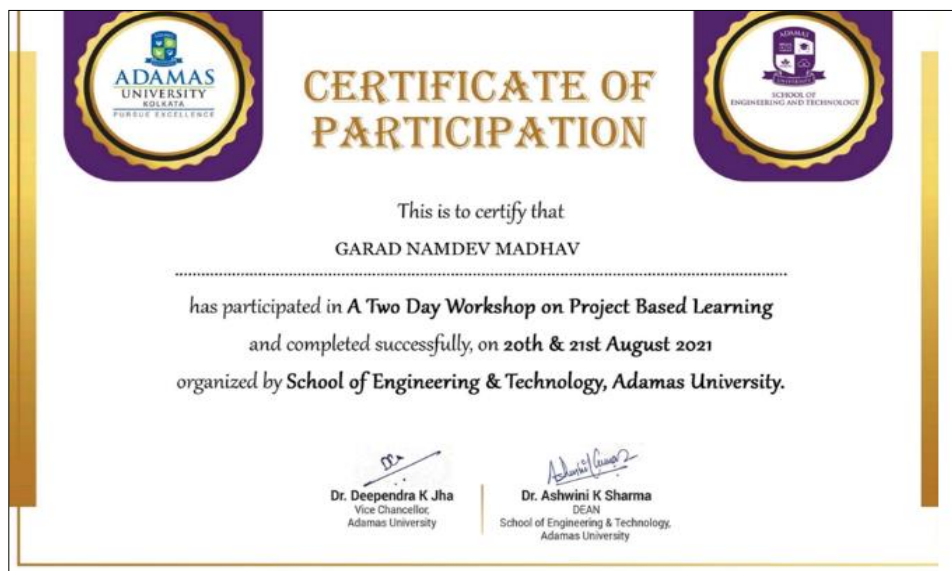 ADAMAS
UNIVERSITY
KOLKATA
PURSUE EXCELLENCE
CERTIFICATE OF
PARTICIPATION
ADAMAS
UNIVERSITY
SCHOOL OF
ENGINEERING AND TECHNOLOGY
This is to certify that
GARAD NAMDEV MADHAV
has participated in A Two Day Workshop on Project Based Learning
and completed successfully, on 20th & 21st August 2021
organized by School of Engineering & Technology, Adamas University.
Dr. Deependra K Jha
Vice Chancellor,
Adamas University
Dr. Ashwini K Sharma
DEAN
School of Engineering & Technology,
Adamas University